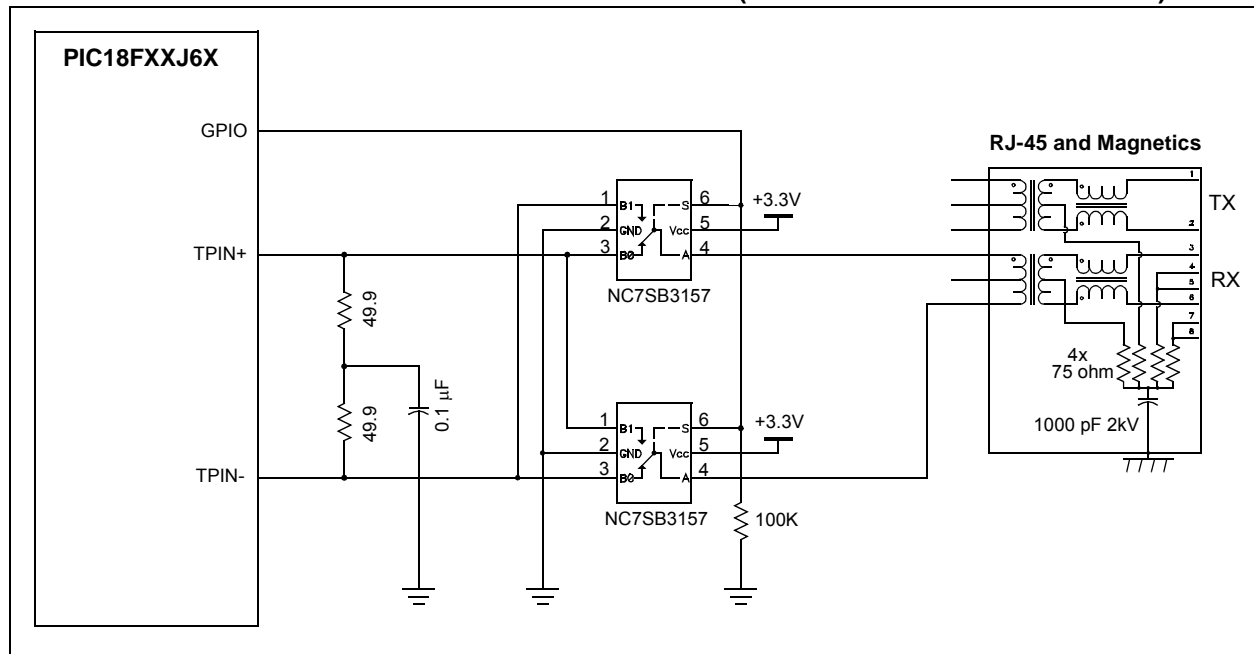 PIC18FXXJ6X
GPIO
TPIN+
TPIN-
49.9
49.9
0.1 μF
1 B1 S 6
2 GND Vcc 5 +3.3V
3 B0 A 4
NC7SB3157
1 B1 S 6
2 GND Vcc 5 +3.3V
3 B0 A 4
NC7SB3157
100K
RJ-45 and Magnetics
1
TX
2
3
4
RX
5
6
7
8
4x
75 ohm
1000 pF 2kV